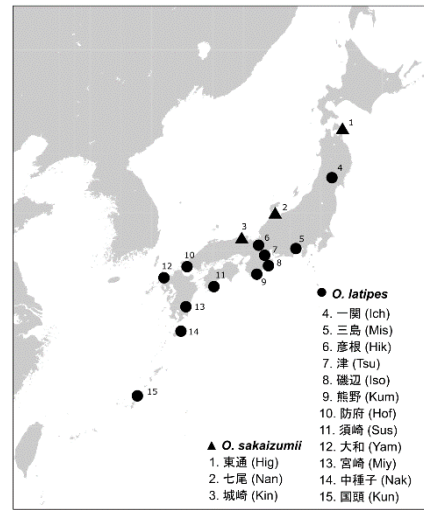 1
4
2
3
6
5
7
10
8
12
11
9
13
14
15
● O. latipes
4. 一関 (Ich)
5. 三島 (Mis)
6. 彦根 (Hik)
7. 津 (Tsu)
8. 磯辺 (Iso)
9. 熊野 (Kum)
10. 防府 (Hof)
11. 須崎 (Sus)
12. 大和 (Yam)
13. 宮崎 (Miy)
14. 中種子 (Nak)
15. 国頭 (Kun)
▲ O. sakaizumii
1. 東通 (Hig)
2. 七尾 (Nan)
3. 城崎 (Kin)